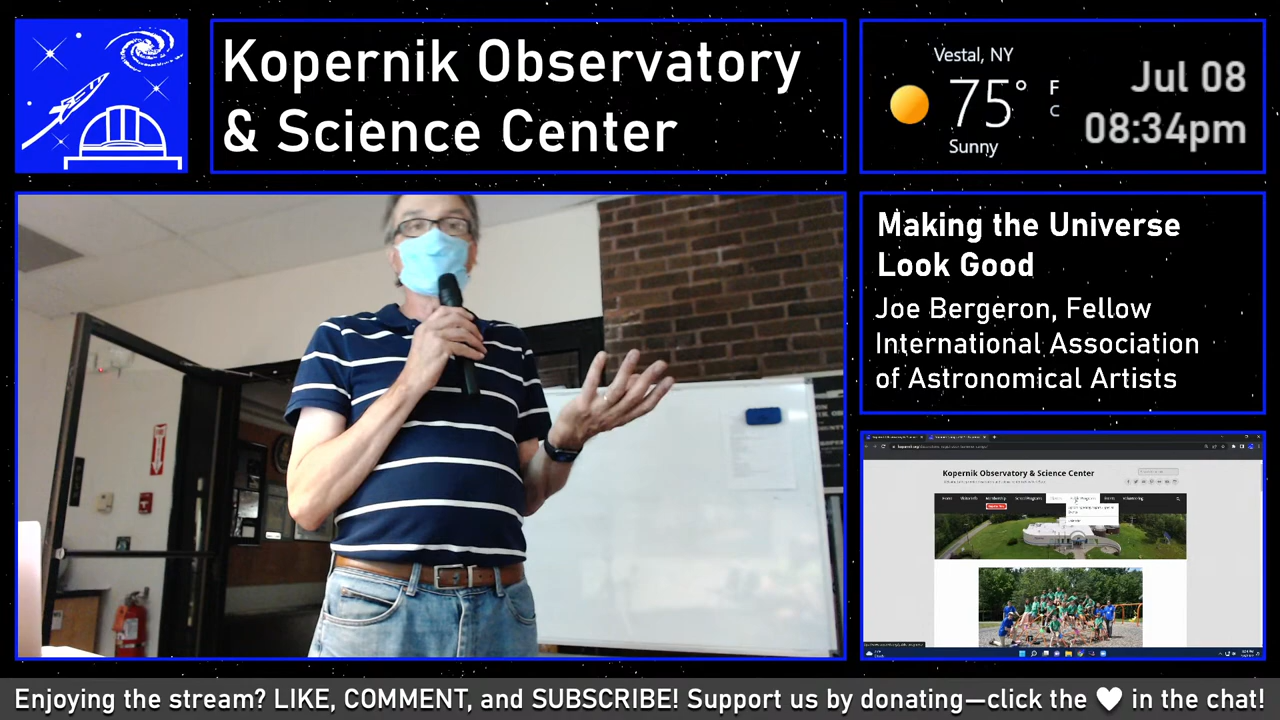 Kopernik Observatory
& Science Center
Vestal, NY
75°
F
C
Sunny
Jul 08
08:34pm
Making the Universe
Look Good
Joe Bergeron, Fellow
International Association
of Astronomical Artists
Kopernik Observatory & Science Center
Home
Enjoying the stream? LIKE, COMMENT, and SUBSCRIBE! Support us by donating—click the ♥ in the chat!